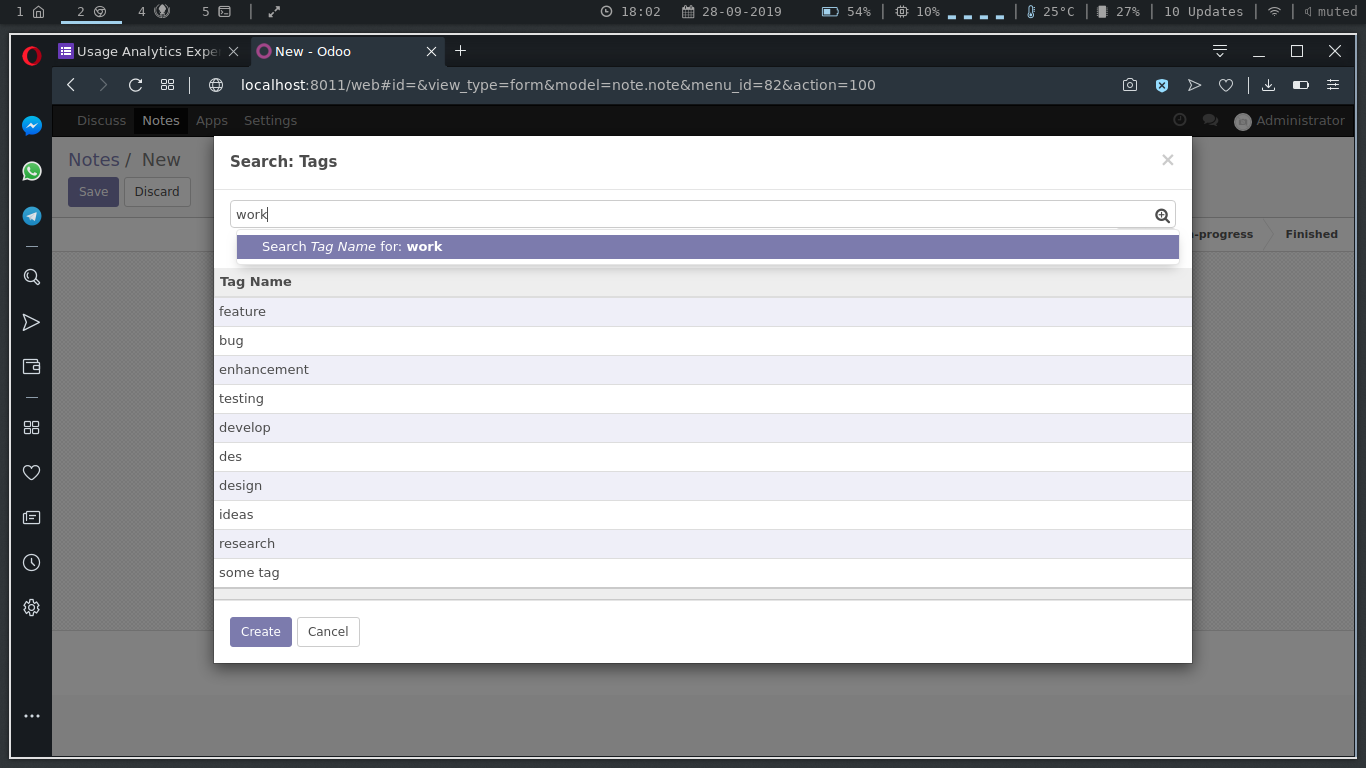 1 2 4 5 18:02 28-09-2019 54% 10% 25°C 27% 10 Updates muted
Usage Analytics Expe New - Odoo
localhost:8011/web#id=&view_type=form&model=note.note&menu_id=82&action=100
Discuss Notes Apps Settings Administrator
Search: Tags ×
Notes / New
Save Discard
work
-progress Finished
Search Tag Name for: work
Tag Name
feature
bug
enhancement
testing
develop
des
design
ideas
research
some tag
Create Cancel